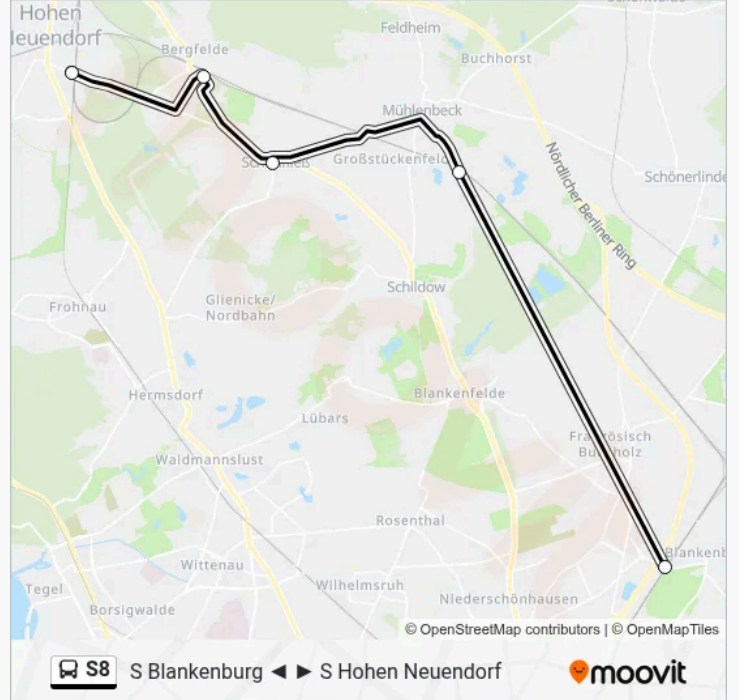 Hohen
Neuendorf
Feldheim
Bergfelde
Buchhorst
Mühlenbeck
Großstückenfeld
Schönerlinde
Nördlicher Berliner Ring
Schildow
Glienicke/
Nordbahn
Frohnau
Hermsdorf
Blankenfelde
Lübars
Französisch
Buchholz
Waidmannslust
Rosenthal
Blankenb
Wittenau
Wilhelmsruh
Tegel
Niederschönhausen
Borsigwalde
© OpenStreetMap contributors | © OpenMapTiles
S8 S Blankenburg ◄ ► S Hohen Neuendorf
moovit